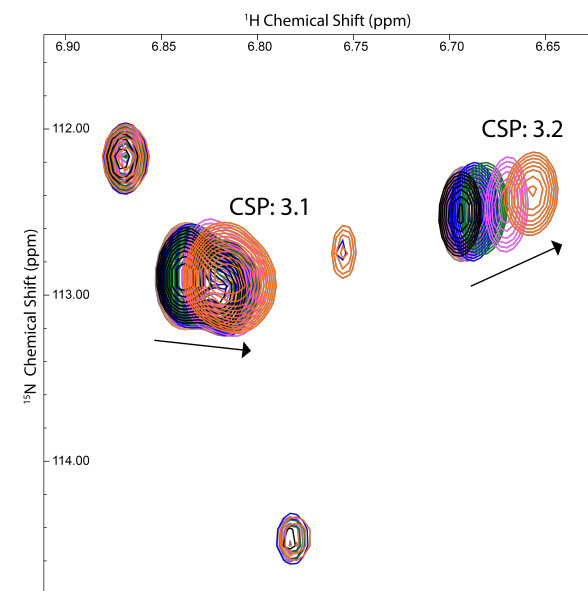 ¹H Chemical Shift (ppm)
6.90 6.85 6.80 6.75 6.70 6.65
112.00
CSP: 3.2
CSP: 3.1
113.00
¹⁵N Chemical Shift (ppm)
114.00